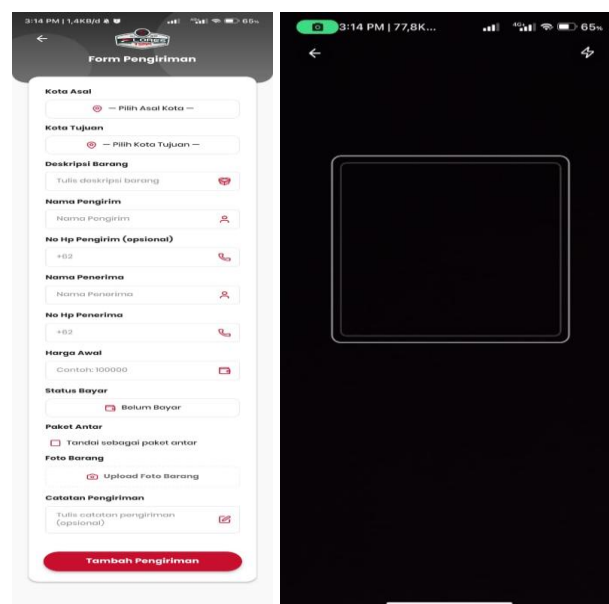 3:14 PM | 1,4KB/d
65%
FLORES
Form Pengiriman
Kota Asal
— Pilih Asal Kota —
Kota Tujuan
— Pilih Kota Tujuan —
Deskripsi Barang
Tulis deskripsi barang
Nama Pengirim
Nama Pengirim
No Hp Pengirim (opsional)
+62
Nama Penerima
Nama Penerima
No Hp Penerima
+62
Harga Awal
Contoh: 100000
Status Bayar
Belum Bayar
Paket Antar
Tandai sebagai paket antar
Foto Barang
Upload Foto Barang
Catatan Pengiriman
Tulis catatan pengiriman
(opsional)
Tambah Pengiriman
3:14 PM | 77,8K...
4G
65%